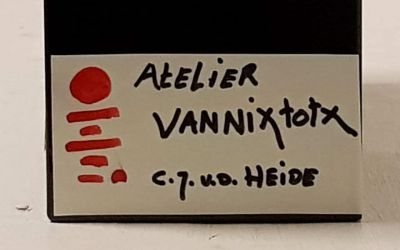 ATELIER
VANNIXtotx
C.J.v.D. HEIDE